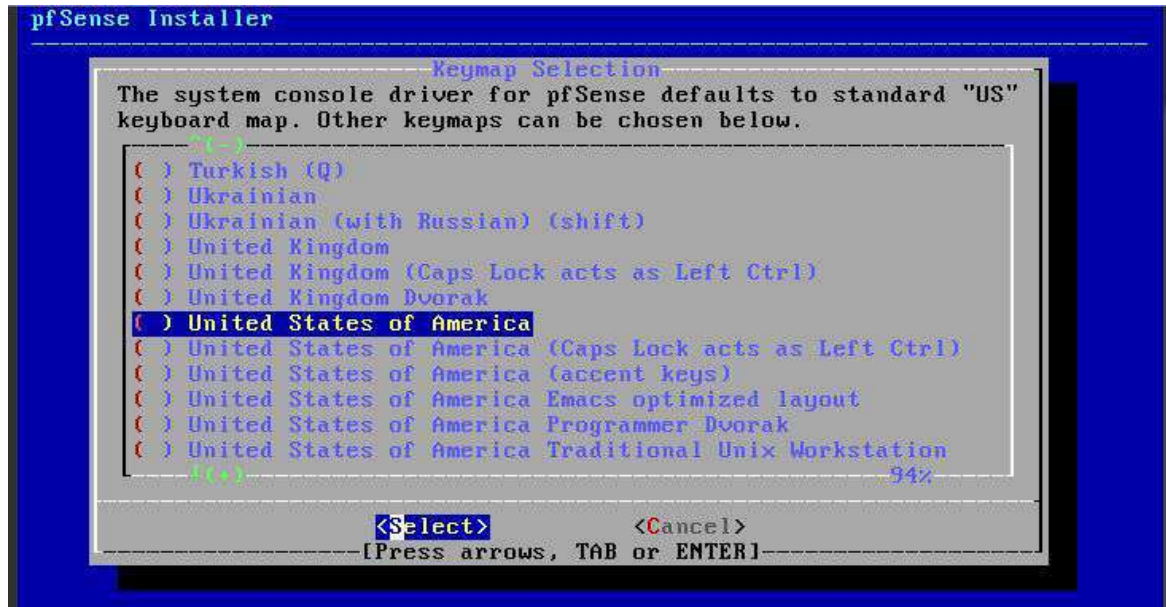 pfSense Installer
Keymap Selection
The system console driver for pfSense defaults to standard "US"
keyboard map. Other keymaps can be chosen below.
^(-)
( ) Turkish (Q)
( ) Ukrainian
( ) Ukrainian (with Russian) (shift)
( ) United Kingdom
( ) United Kingdom (Caps Lock acts as Left Ctrl)
( ) United Kingdom Dvorak
( ) United States of America
( ) United States of America (Caps Lock acts as Left Ctrl)
( ) United States of America (accent keys)
( ) United States of America Emacs optimized layout
( ) United States of America Programmer Dvorak
( ) United States of America Traditional Unix Workstation
↓(+) 94%
<Select> <Cancel>
[Press arrows, TAB or ENTER]